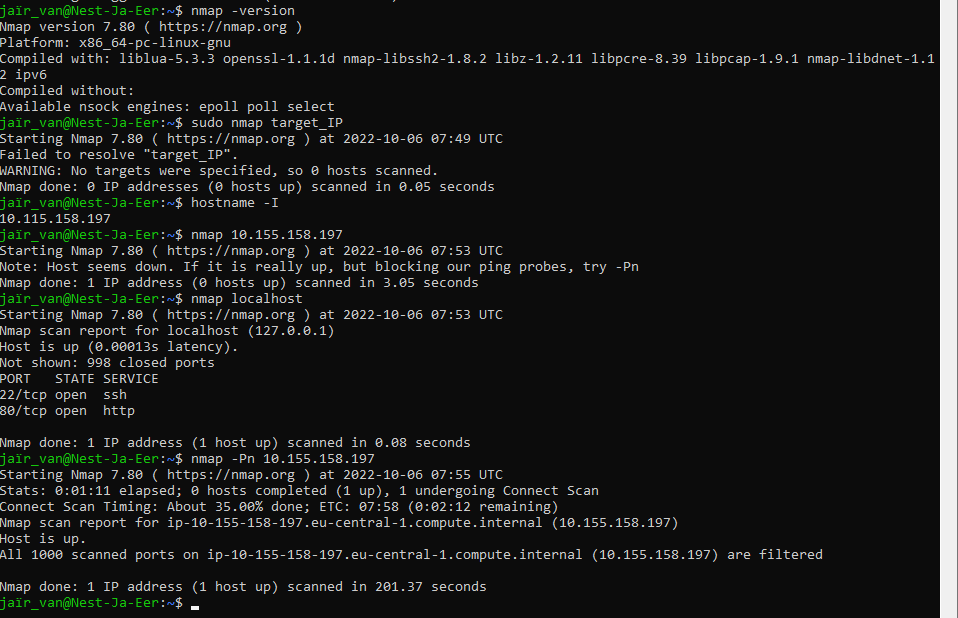 jaïr_van@Nest-Ja-Eer:~$ nmap -version
Nmap version 7.80 ( https://nmap.org )
Platform: x86_64-pc-linux-gnu
Compiled with: liblua-5.3.3 openssl-1.1.1d nmap-libssh2-1.8.2 libz-1.2.11 libpcre-8.39 libpcap-1.9.1 nmap-libdnet-1.1
2 ipv6
Compiled without:
Available nsock engines: epoll poll select
jaïr_van@Nest-Ja-Eer:~$ sudo nmap target_IP
Starting Nmap 7.80 ( https://nmap.org ) at 2022-10-06 07:49 UTC
Failed to resolve "target_IP".
WARNING: No targets were specified, so 0 hosts scanned.
Nmap done: 0 IP addresses (0 hosts up) scanned in 0.05 seconds
jaïr_van@Nest-Ja-Eer:~$ hostname -I
10.115.158.197
jaïr_van@Nest-Ja-Eer:~$ nmap 10.155.158.197
Starting Nmap 7.80 ( https://nmap.org ) at 2022-10-06 07:53 UTC
Note: Host seems down. If it is really up, but blocking our ping probes, try -Pn
Nmap done: 1 IP address (0 hosts up) scanned in 3.05 seconds
jaïr_van@Nest-Ja-Eer:~$ nmap localhost
Starting Nmap 7.80 ( https://nmap.org ) at 2022-10-06 07:53 UTC
Nmap scan report for localhost (127.0.0.1)
Host is up (0.00013s latency).
Not shown: 998 closed ports
PORT   STATE SERVICE
22/tcp open  ssh
80/tcp open  http
Nmap done: 1 IP address (1 host up) scanned in 0.08 seconds
jaïr_van@Nest-Ja-Eer:~$ nmap -Pn 10.155.158.197
Starting Nmap 7.80 ( https://nmap.org ) at 2022-10-06 07:55 UTC
Stats: 0:01:11 elapsed; 0 hosts completed (1 up), 1 undergoing Connect Scan
Connect Scan Timing: About 35.00% done; ETC: 07:58 (0:02:12 remaining)
Nmap scan report for ip-10-155-158-197.eu-central-1.compute.internal (10.155.158.197)
Host is up.
All 1000 scanned ports on ip-10-155-158-197.eu-central-1.compute.internal (10.155.158.197) are filtered
Nmap done: 1 IP address (1 host up) scanned in 201.37 seconds
jaïr_van@Nest-Ja-Eer:~$